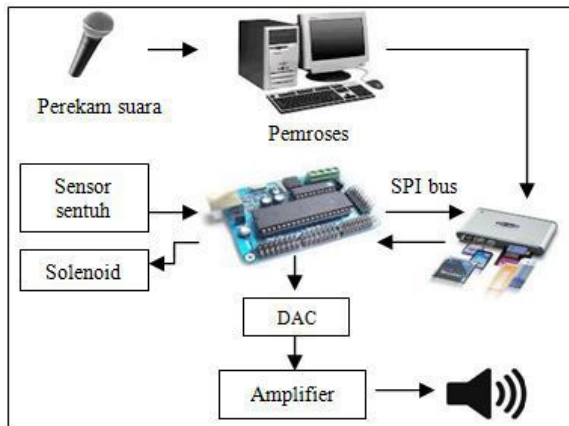 Perekam suara
Pemroses
Sensor
sentuh
SPI bus
Solenoid
DAC
Amplifier